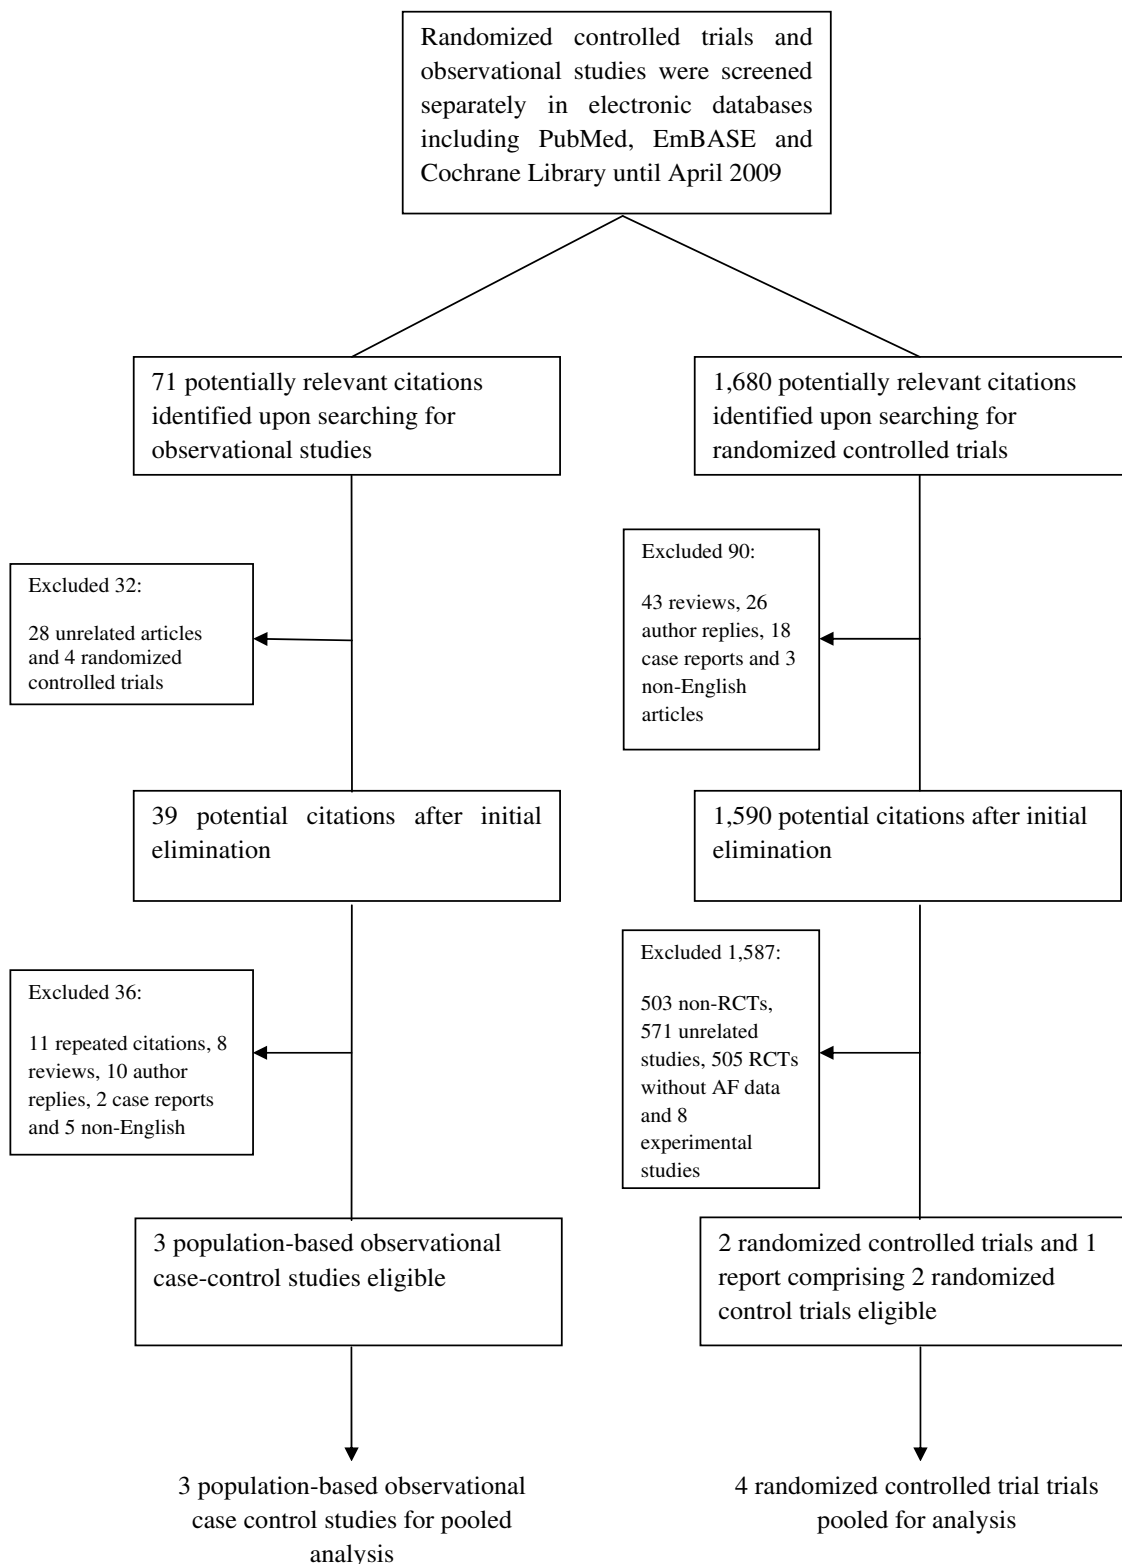 Randomized controlled trials and
observational studies were screened
separately in electronic databases
including PubMed, EmBASE and
Cochrane Library until April 2009
71 potentially relevant citations
identified upon searching for
observational studies
1,680 potentially relevant citations
identified upon searching for
randomized controlled trials
Excluded 32:
28 unrelated articles
and 4 randomized
controlled trials
Excluded 90:
43 reviews, 26
author replies, 18
case reports and 3
non-English
articles
39 potential citations after initial
elimination
1,590 potential citations after initial
elimination
Excluded 36:
11 repeated citations, 8
reviews, 10 author
replies, 2 case reports
and 5 non-English
Excluded 1,587:
503 non-RCTs,
571 unrelated
studies, 505 RCTs
without AF data
and 8
experimental
studies
3 population-based observational
case-control studies eligible
2 randomized controlled trials and 1
report comprising 2 randomized
control trials eligible
3 population-based observational
case control studies for pooled
analysis
4 randomized controlled trial trials
pooled for analysis